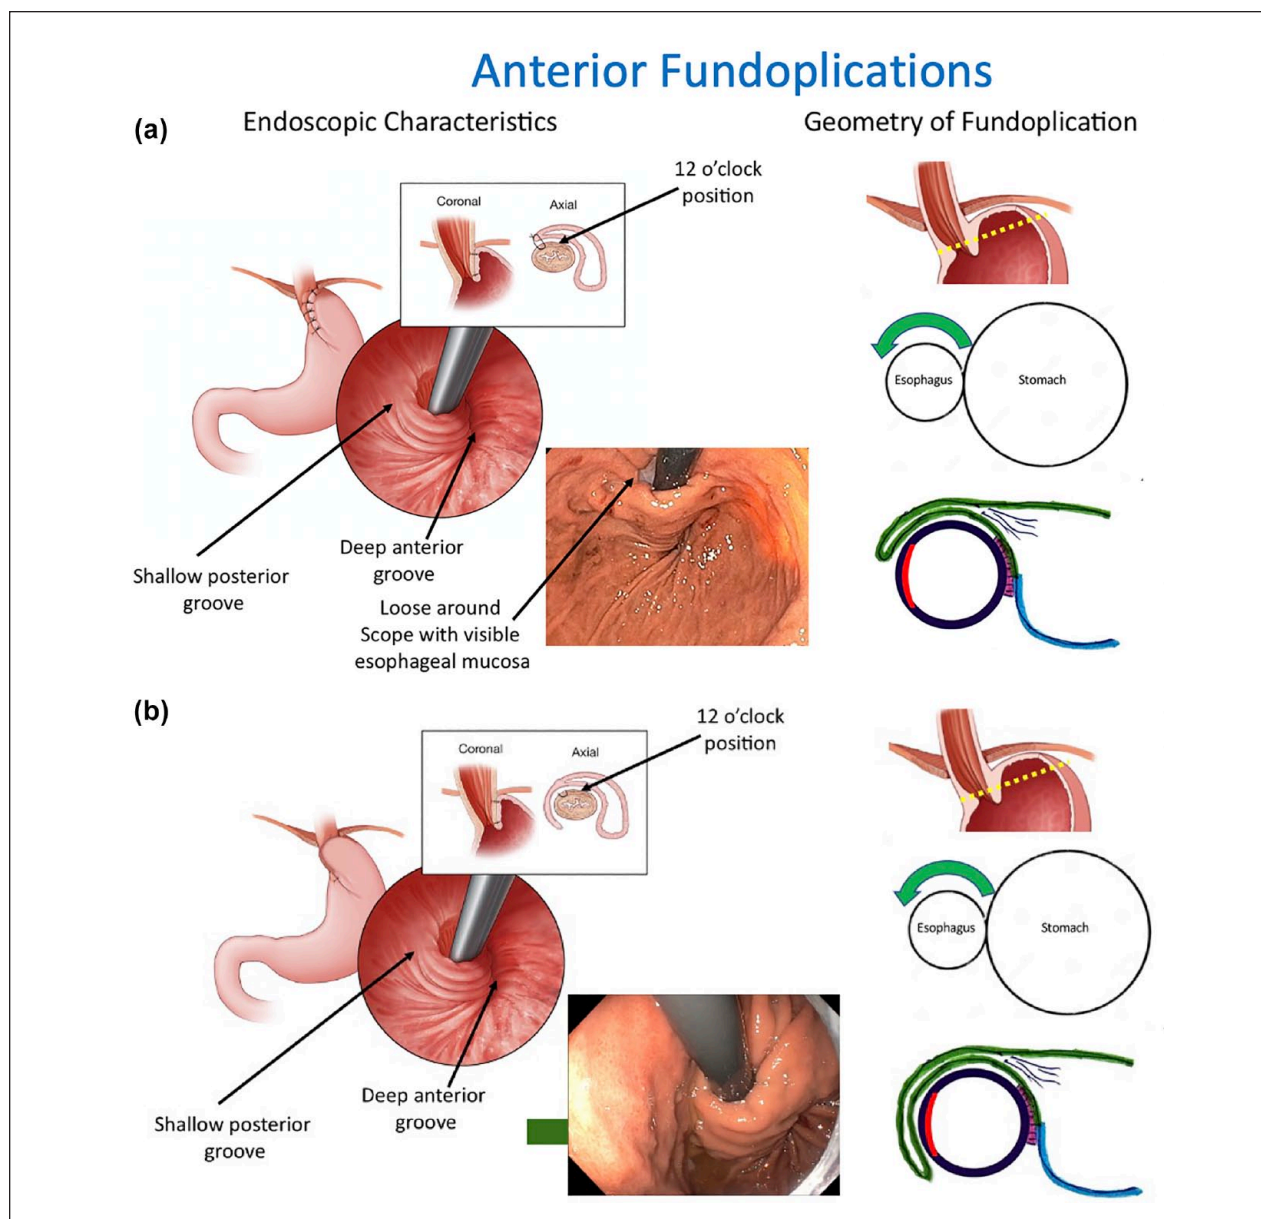 Anterior Fundoplications
(a)
Endoscopic Characteristics
Geometry of Fundoplication
12 o'clock
position
Coronal
Axial
Esophagus
Stomach
Deep anterior
groove
Shallow posterior
groove
Loose around
Scope with visible
esophageal mucosa
(b)
12 o'clock
position
Coronal
Axial
Esophagus
Stomach
Deep anterior
groove
Shallow posterior
groove